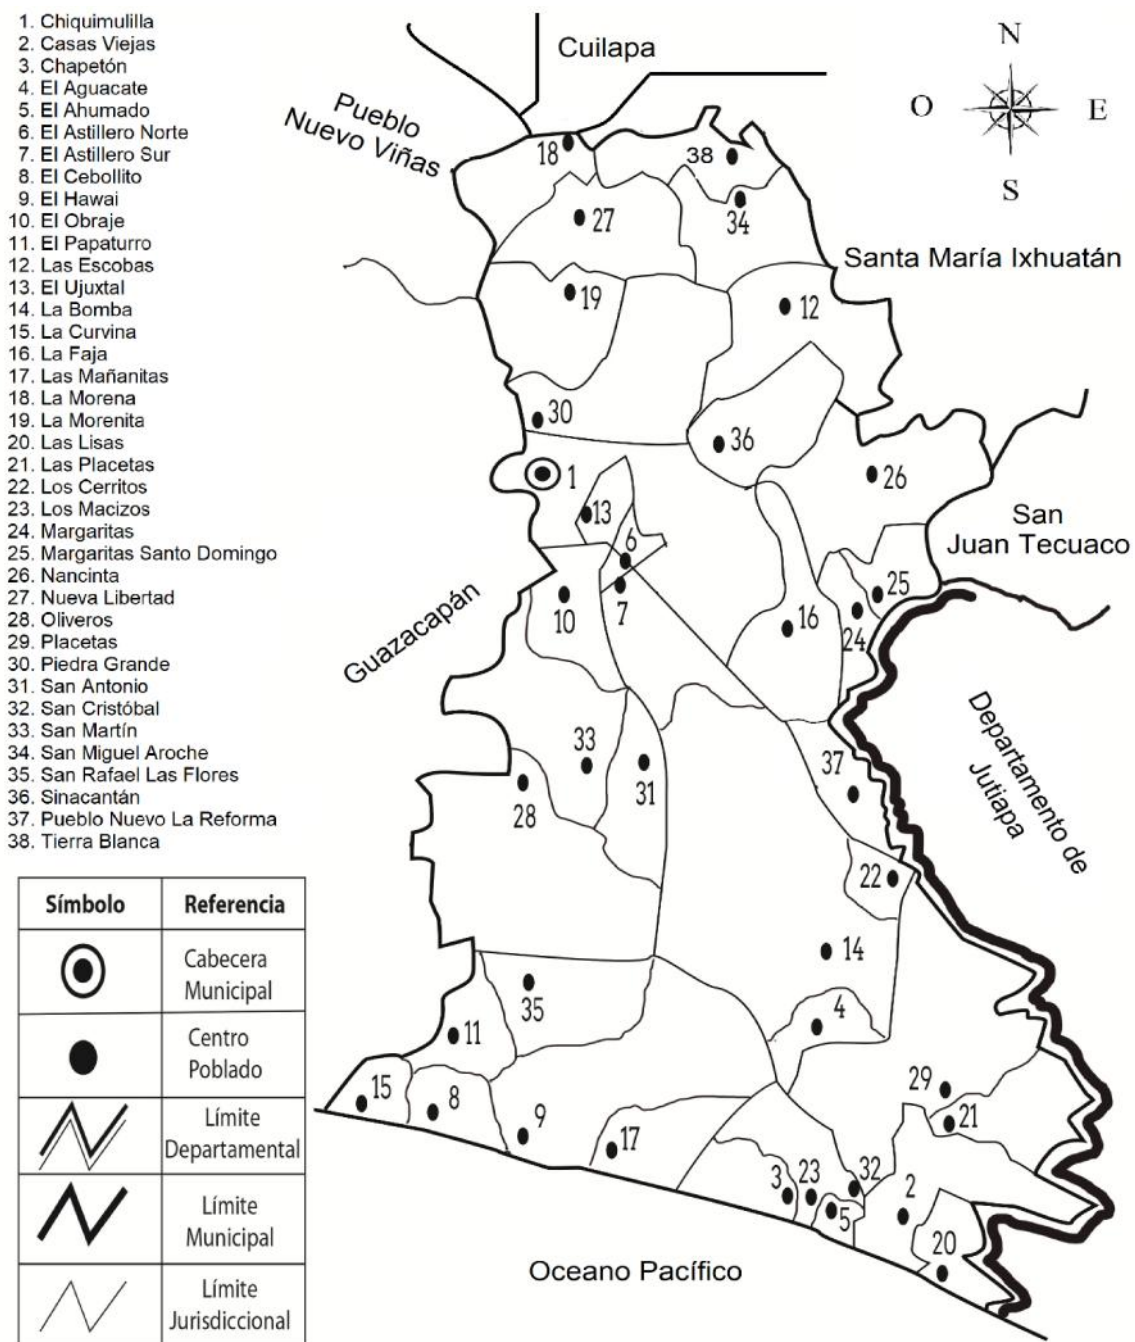 1. Chiquimulilla
2. Casas Viejas
3. Chapetón
4. El Aguacate
5. El Ahumado
6. El Astillero Norte
7. El Astillero Sur
8. El Cebollito
9. El Hawai
10. El Obraje
11. El Papaturro
12. Las Escobas
13. El Ujuxtal
14. La Bomba
15. La Curvina
16. La Faja
17. Las Mañanitas
18. La Morena
19. La Morenita
20. Las Lisas
21. Las Placetas
22. Los Cerritos
23. Los Macizos
24. Margaritas
25. Margaritas Santo Domingo
26. Nancinta
27. Nueva Libertad
28. Oliveros
29. Placetas
30. Piedra Grande
31. San Antonio
32. San Cristóbal
33. San Martín
34. San Miguel Aroche
35. San Rafael Las Flores
36. Sinacantán
37. Pueblo Nuevo La Reforma
38. Tierra Blanca
Símbolo Referencia
Cabecera
Municipal
Centro
Poblado
Límite
Departamental
Límite
Municipal
Límite
Jurisdiccional
N
O E
S
Cuilapa
Pueblo
Nuevo Viñas
Santa María Ixhuatán
San
Juan Tecuaco
Guazacapán
Departamento de
Jutiapa
Oceano Pacífico
18
38
27
34
19
12
30
36
1
26
13
6
25
10
7
16
24
33
37
28
31
22
14
35
4
11
29
15
8
21
9
17
3
23
32
5
2
20